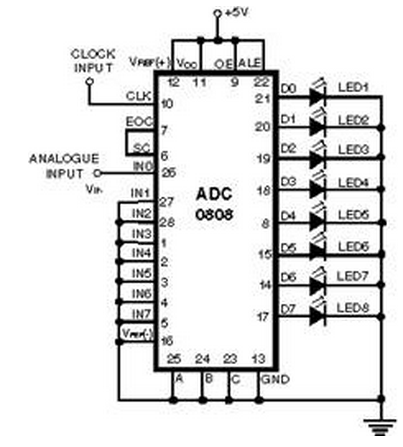 +5V
CLOCK
INPUT
VREF(+) VCC OE ALE
12 11 9 22
CLK
10
EOC
7
SC
6
ANALOGUE
INPUT
Vin
IN0
26
IN1
27
IN2
28
IN3
1
IN4
2
IN5
3
IN6
4
IN7
5
VREF(-)
16
ADC
0808
21 D0 LED1
20 D1 LED2
19 D2 LED3
18 D3 LED4
8 D4 LED5
15 D5 LED6
14 D6 LED7
17 D7 LED8
25 24 23 13
A B C GND